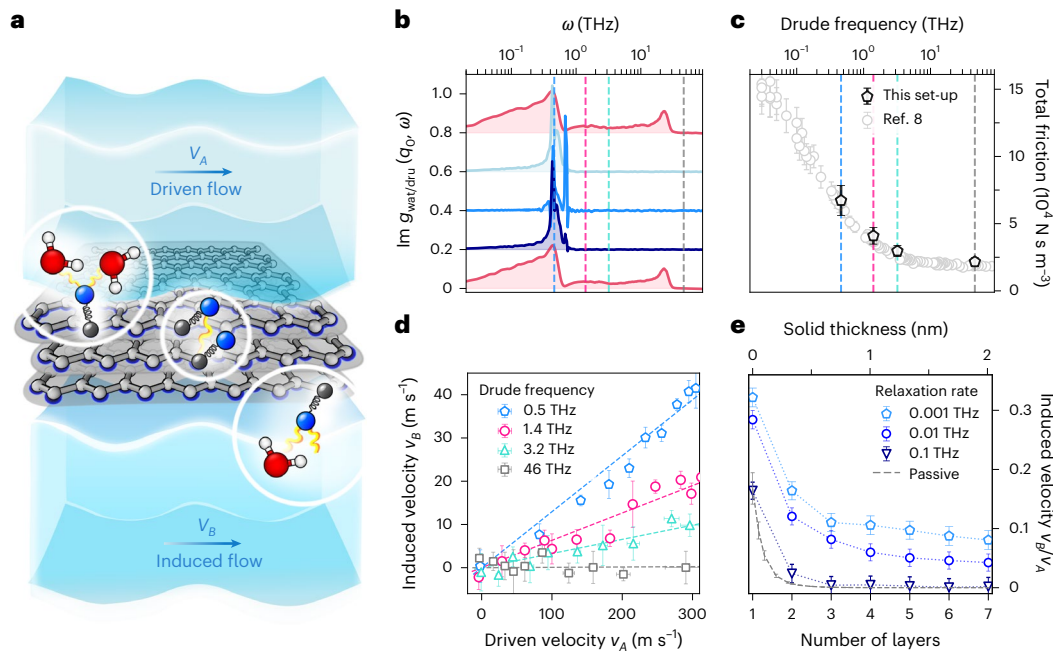 a
V_A
Driven flow
V_B
Induced flow
b
ω (THz)
10⁻¹ 10⁰ 10¹
Im g_wat/dru (q₀, ω)
1.0
0.8
0.6
0.4
0.2
0
c
Drude frequency (THz)
10⁻¹ 10⁰ 10¹
This set-up
Ref. 8
15
10
5
0
Total friction (10⁴ N s m⁻³)
d
Drude frequency
0.5 THz
1.4 THz
3.2 THz
46 THz
Induced velocity v_B (m s⁻¹)
40
30
20
10
0
0 100 200 300
Driven velocity v_A (m s⁻¹)
e
Solid thickness (nm)
0 1 2
Relaxation rate
0.001 THz
0.01 THz
0.1 THz
Passive
0.3
0.2
0.1
0
Induced velocity v_B/v_A
1 2 3 4 5 6 7
Number of layers